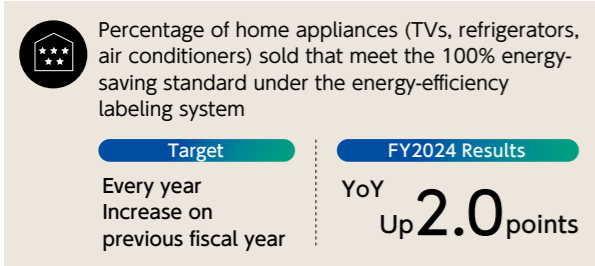 Percentage of home appliances (TVs, refrigerators,
air conditioners) sold that meet the 100% energy-
saving standard under the energy-efficiency
labeling system
Target
Every year
Increase on
previous fiscal year
FY2024 Results
YoY
Up 2.0 points